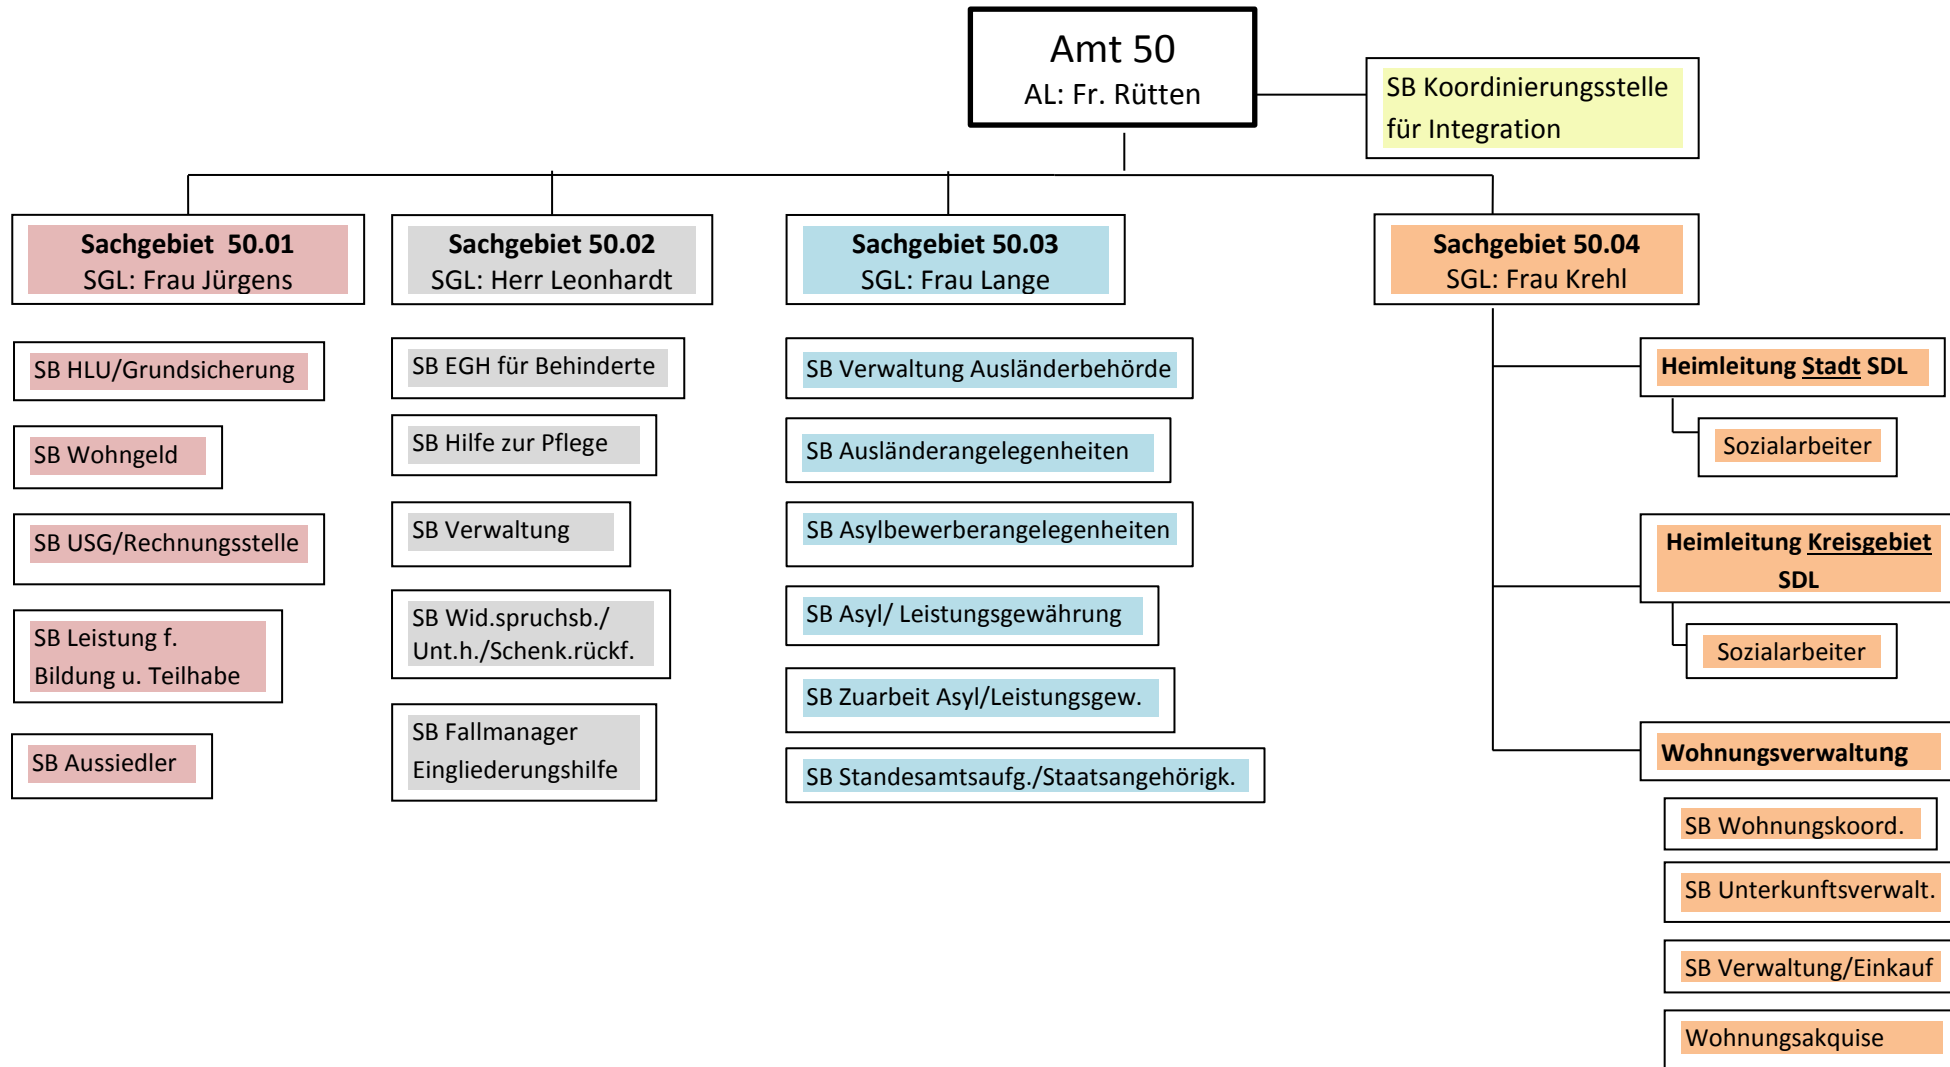 Amt 50
AL: Fr. Rütten
SB Koordinierungsstelle
für Integration
Sachgebiet 50.01
SGL: Frau Jürgens
SB HLU/Grundsicherung
SB Wohngeld
SB USG/Rechnungsstelle
SB Leistung f.
Bildung u. Teilhabe
SB Aussiedler
Sachgebiet 50.02
SGL: Herr Leonhardt
SB EGH für Behinderte
SB Hilfe zur Pflege
SB Verwaltung
SB Wid.spruchsb./
Unt.h./Schenk.rückf.
SB Fallmanager
Eingliederungshilfe
Sachgebiet 50.03
SGL: Frau Lange
SB Verwaltung Ausländerbehörde
SB Ausländerangelegenheiten
SB Asylbewerberangelegenheiten
SB Asyl/ Leistungsgewährung
SB Zuarbeit Asyl/Leistungsgew.
SB Standesamtsaufg./Staatsangehörigk.
Sachgebiet 50.04
SGL: Frau Krehl
Heimleitung Stadt SDL
Sozialarbeiter
Heimleitung Kreisgebiet
SDL
Sozialarbeiter
Wohnungsverwaltung
SB Wohnungskoord.
SB Unterkunftsverwalt.
SB Verwaltung/Einkauf
Wohnungsakquise